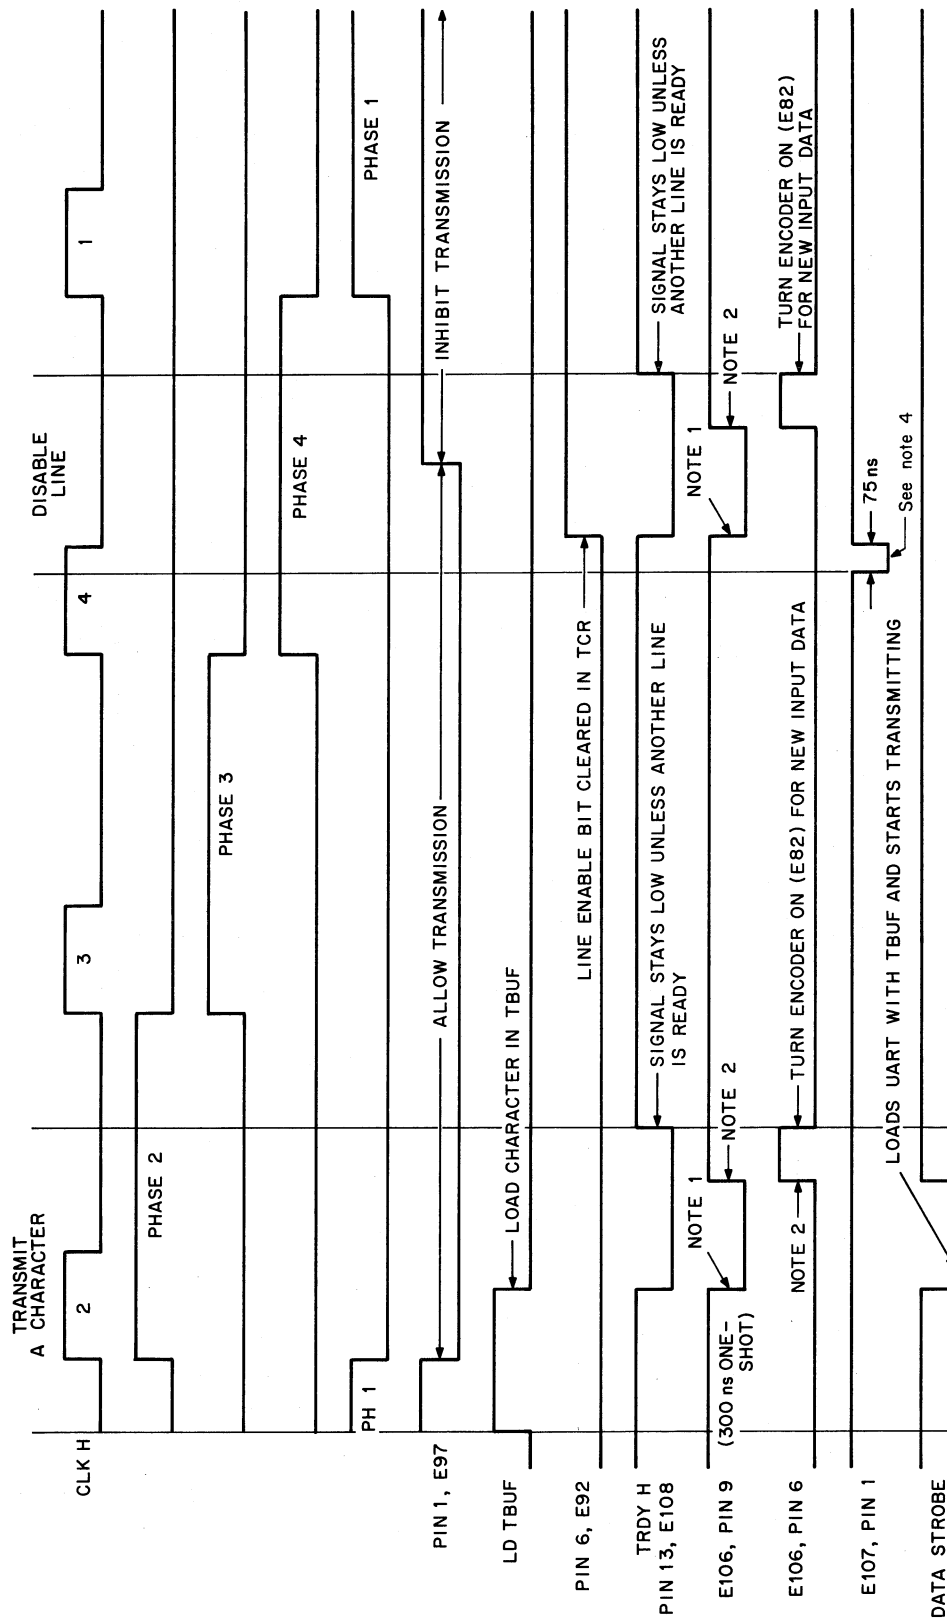 TRANSMIT
A CHARACTER
DISABLE
LINE
CLK H
2
3
4
1
PHASE 2
PHASE 3
PHASE 4
PH 1
PHASE 1
PIN 1, E97
ALLOW TRANSMISSION
INHIBIT TRANSMISSION
LD TBUF
LOAD CHARACTER IN TBUF
PIN 6, E92
LINE ENABLE BIT CLEARED IN TCR
TRDY H
PIN 13, E108
SIGNAL STAYS LOW UNLESS ANOTHER LINE
IS READY
SIGNAL STAYS LOW UNLESS
ANOTHER LINE IS READY
E106, PIN 9
(300 ns ONE-
SHOT)
NOTE 1
NOTE 2
NOTE 1
NOTE 2
E106, PIN 6
NOTE 2
TURN ENCODER ON (E82) FOR NEW INPUT DATA
TURN ENCODER ON (E82)
FOR NEW INPUT DATA
E107, PIN 1
75ns
See note 4
LOADS UART WITH TBUF AND STARTS TRANSMITTING
DATA STROBE